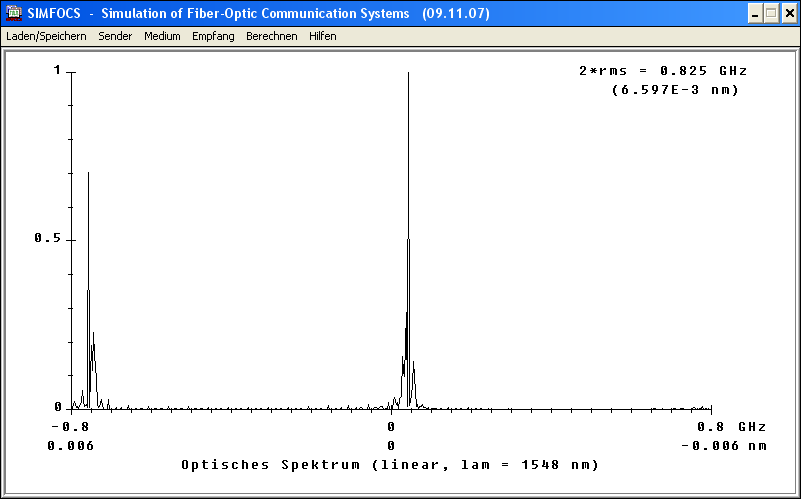 SIMFOCS - Simulation of Fiber-Optic Communication Systems (09.11.07)
Laden/Speichern Sender Medium Empfang Berechnen Hilfen
1
2*rms = 0.825 GHz
(6.597E-3 nm)
0.5
0
-0.8 0 0.8 GHz
0.006 0 -0.006 nm
Optisches Spektrum (linear, lam = 1548 nm)